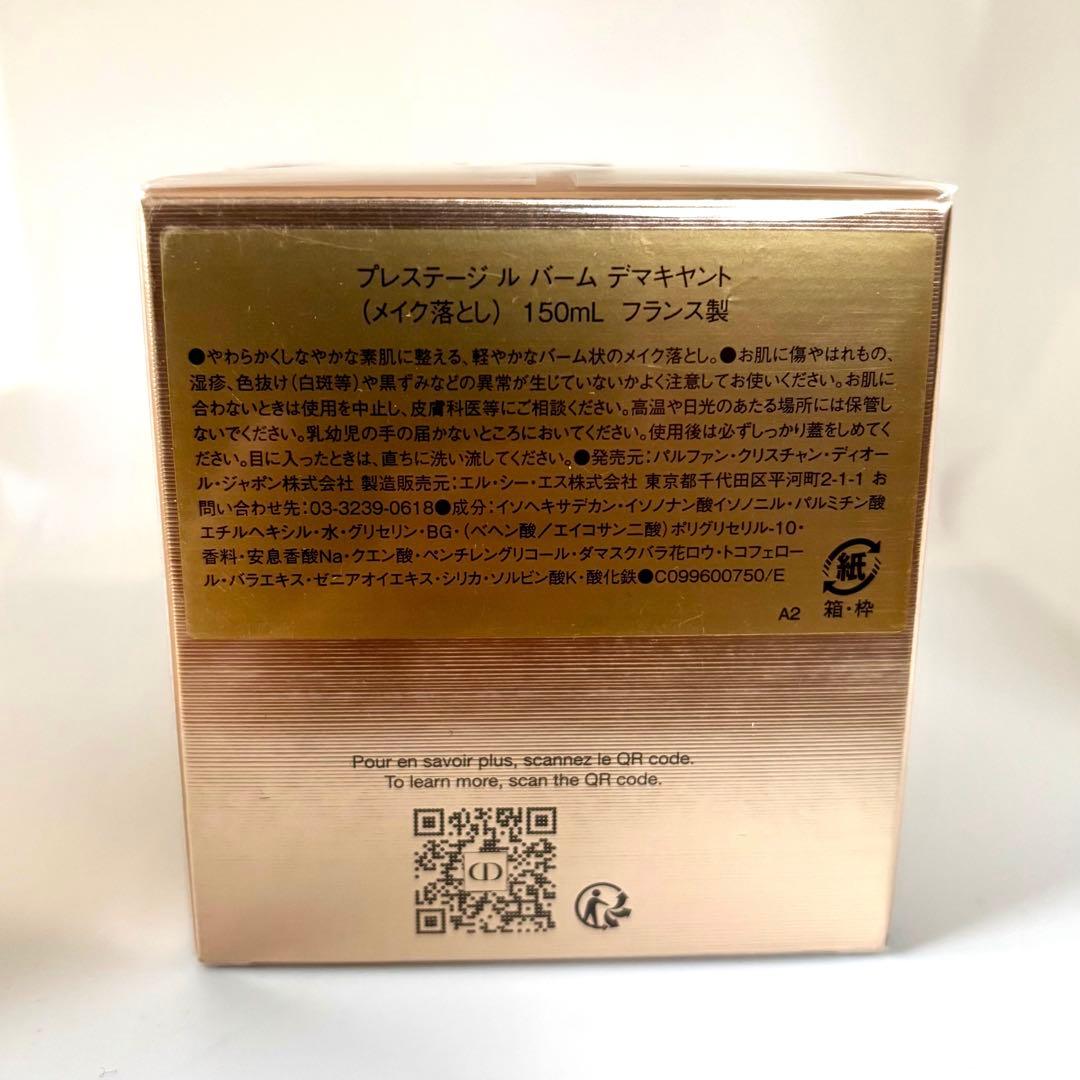 プレステージ ル バーム デマキヤント
（メイク落とし） 150mL フランス製
●やわらかくしなやかな素肌に整える、軽やかなバーム状のメイク落とし。●お肌に傷やはれもの、
湿疹、色抜け（白斑等）や黒ずみなどの異常が生じていないかよく注意してお使いください。お肌に
合わないときは使用を中止し、皮膚科医等にご相談ください。高温や日光のあたる場所には保管し
ないでください。乳幼児の手の届かないところにおいてください。使用後は必ずしっかり蓋をしめてく
ださい。目に入ったときは、直ちに洗い流してください。●発売元：パルファン・クリスチャン・ディオー
ル・ジャポン株式会社 製造販売元：エル・シー・エス株式会社 東京都千代田区平河町2-1-1 お
問い合わせ先：03-3239-0618●成分：イソヘキサデカン・イソノナン酸イソノニル・パルミチン酸
エチルヘキシル・水・グリセリン・BG・（ベヘン酸／エイコサン二酸）ポリグリセリル-10・
香料・安息香酸Na・クエン酸・ペンチレングリコール・ダマスクバラ花ロウ・トコフェロー
ル・バラエキス・ゼニアオイエキス・シリカ・ソルビン酸K・酸化鉄●C099600750/E
紙
A2 箱・枠
Pour en savoir plus, scannez le QR code.
To learn more, scan the QR code.
CD